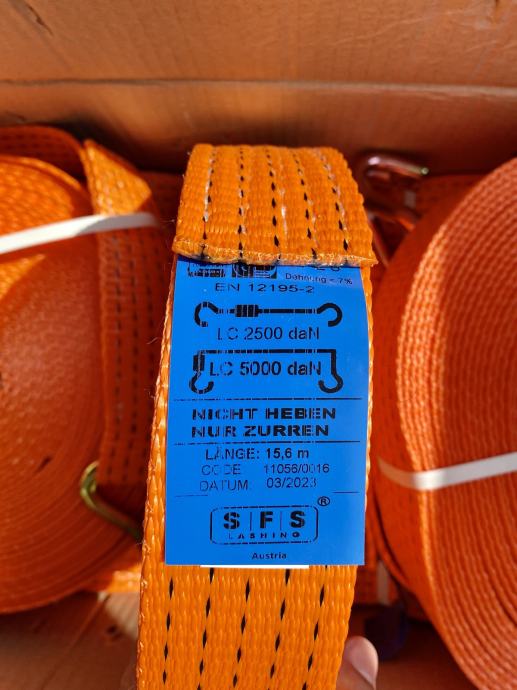 Dehnung < 7%
EN 12195-2
LC 2500 daN
LC 5000 daN
NICHT HEBEN
NUR ZURREN
LÄNGE: 15,6 m
CODE 11056/0016
DATUM: 03/2023
SFS®
LASHING
Austria